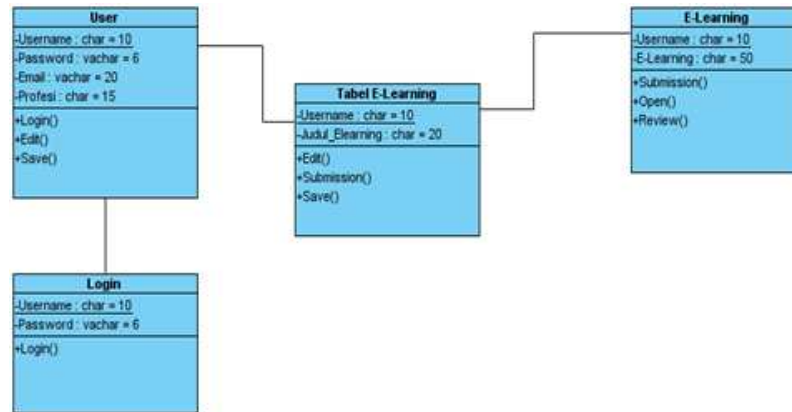 User
-Username : char = 10
-Password : vachar = 6
-Email : vachar = 20
-Profesi : char = 15
+Login()
+Edit()
+Save()
Tabel E-Learning
-Username : char = 10
-Judul_Elearning : char = 20
+Edit()
+Submission()
+Save()
E-Learning
-Username : char = 10
-E-Learning : char = 50
+Submission()
+Open()
+Review()
Login
-Username : char = 10
-Password : vachar = 6
+Login()